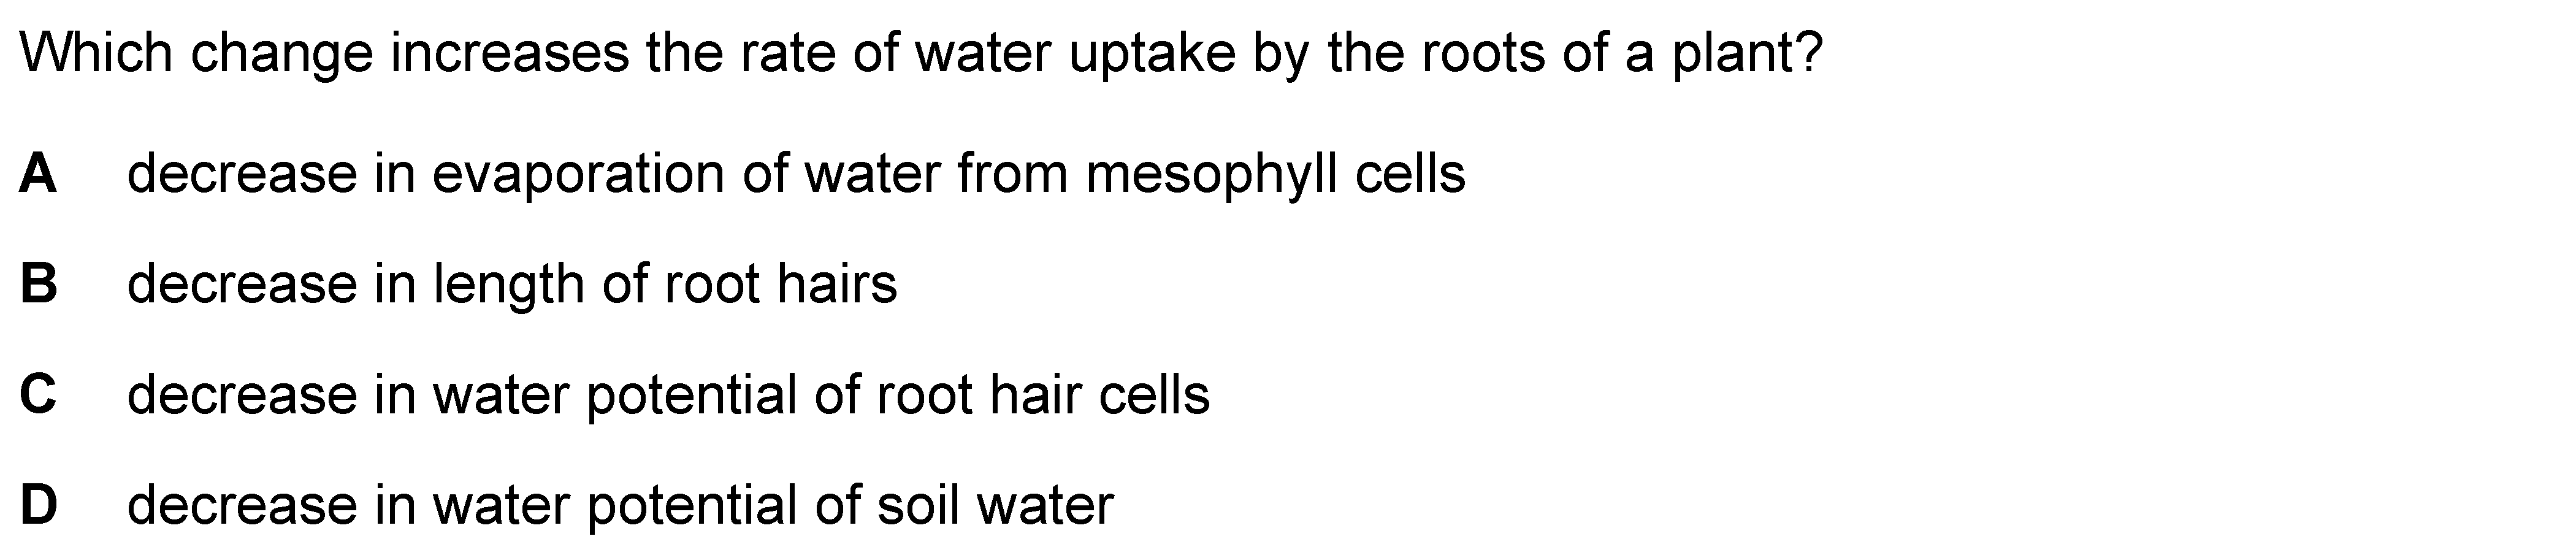 Which change increases the rate of water uptake by the roots of a plant?
A decrease in evaporation of water from mesophyll cells
B decrease in length of root hairs
C decrease in water potential of root hair cells
D decrease in water potential of soil water